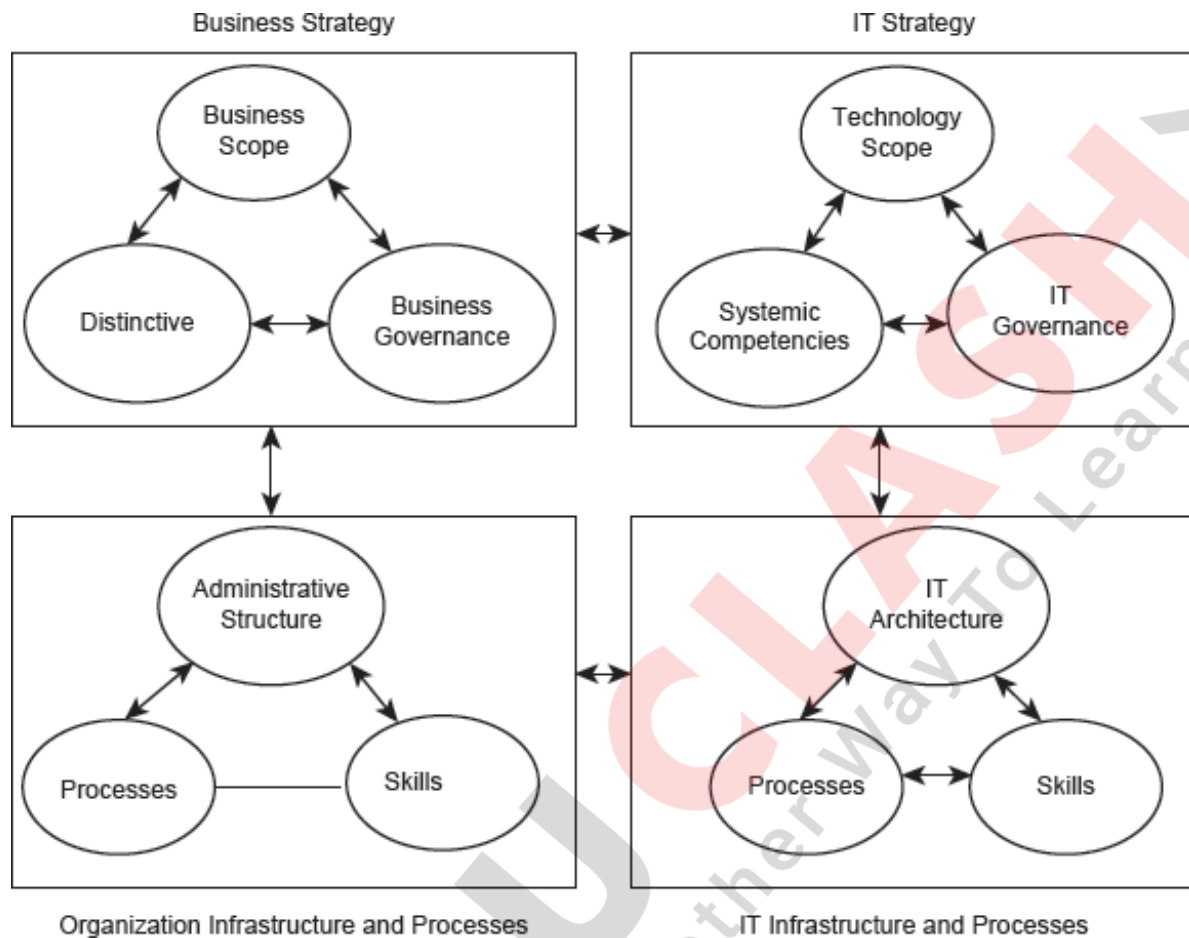 Business Strategy
IT Strategy
Business
Scope
Technology
Scope
Distinctive
Business
Governance
Systemic
Competencies
IT
Governance
Administrative
Structure
IT
Architecture
Processes
Skills
Processes
Skills
Organization Infrastructure and Processes
IT Infrastructure and Processes
UCLASH
ther Way To Learn